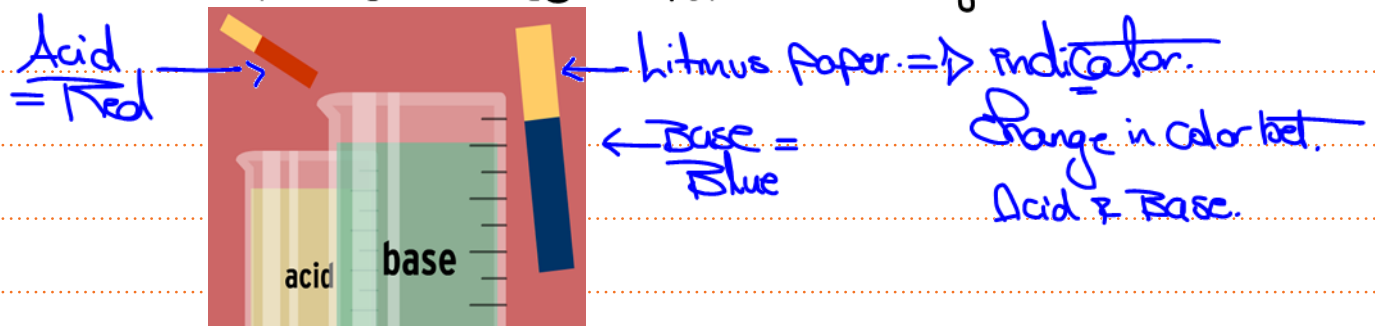 Acid
= Red
Litmus Paper. => indicator.
Change in color bet.
Acid & Base.
Base =
Blue
acid
base